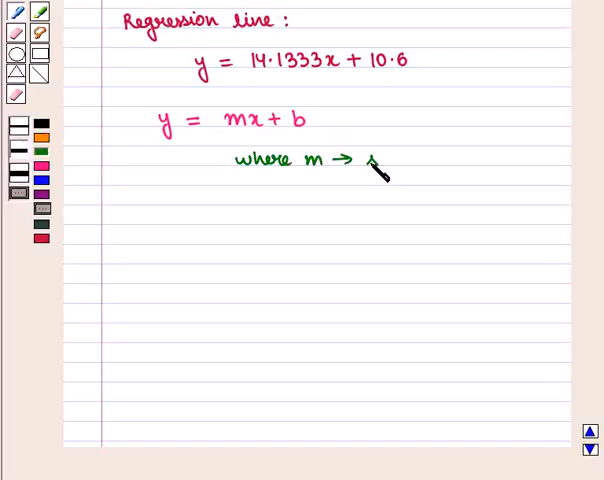 Regression line :
y = 14.1333x + 10.6
y = mx + b
where m → s